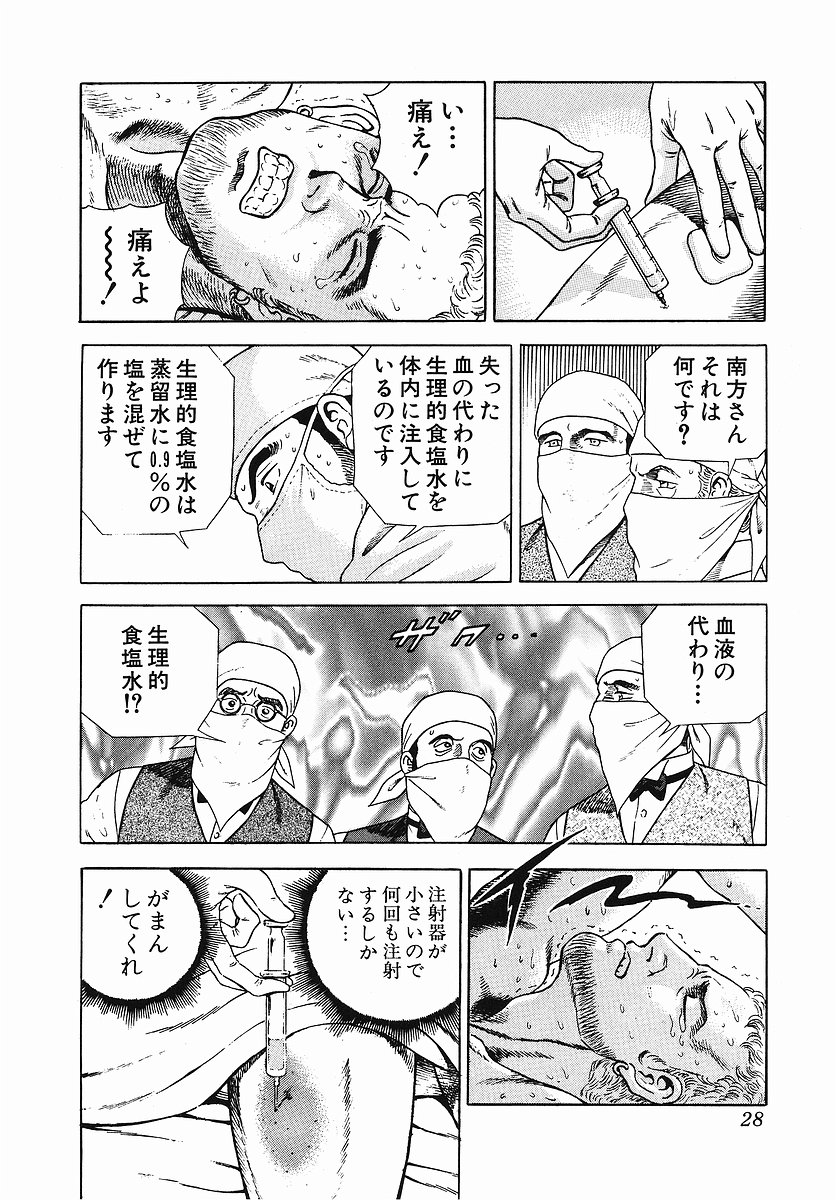 い…
痛え！
痛えよ
〜〜〜！
南方さん
それは
何です？
失った
血の代わりに
生理的食塩水を
体内に注入して
いるのです
生理的食塩水は
蒸留水に0.9％の
塩を混ぜて
作ります
血液の
代わり…
ザワ…
生理的
食塩水!?
注射器が
小さいので
何回も注射
するしか
ない…
がまん
してくれ
！
28